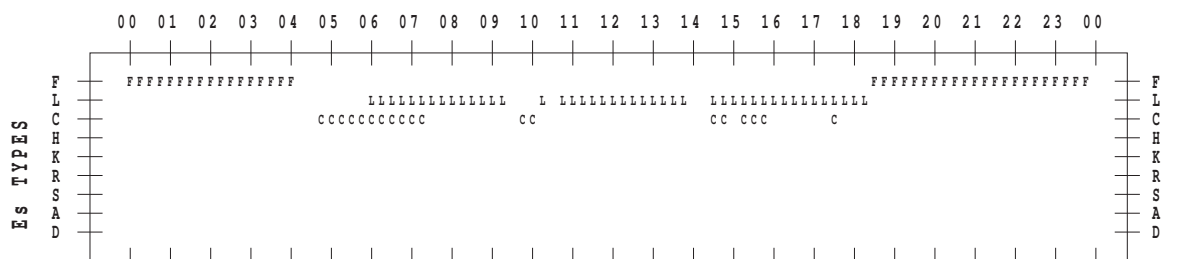 00 01 02 03 04 05 06 07 08 09 10 11 12 13 14 15 16 17 18 19 20 21 22 23 00
F FFFFFFFFFFFFFFFFF FFFFFFFFFFFFFFFFFFFFFF F
L LLLLLLLLLLLLLL L LLLLLLLLLLLLL LLLLLLLLLLLLLLLL L
C CCCCCCCCCCC CC CC CCC C C
H H
K K
R R
S S
A A
D D
Es TYPES